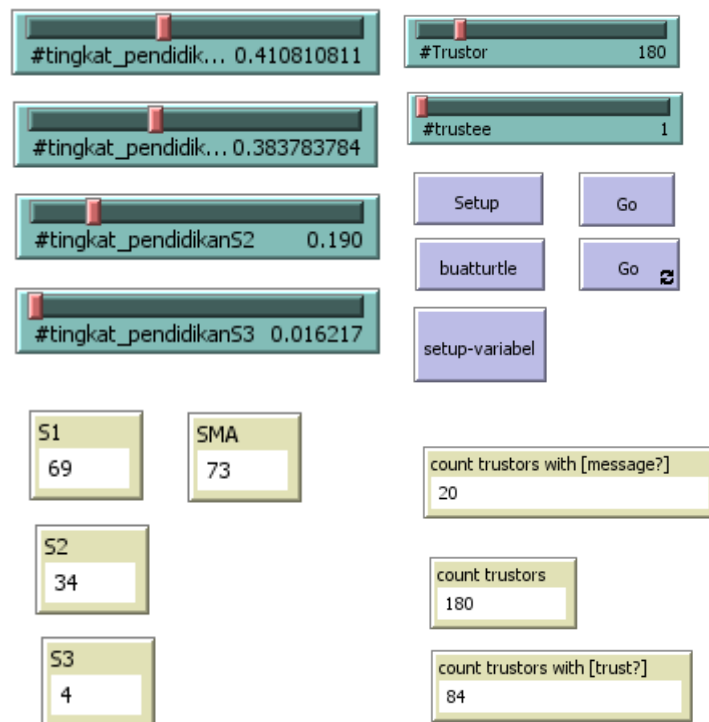 #tingkat_pendidik... 0.410810811
#Trustor 180
#tingkat_pendidik... 0.383783784
#trustee 1
#tingkat_pendidikanS2 0.190
Setup
Go
buatturtle
Go
#tingkat_pendidikanS3 0.016217
setup-variabel
S1
69
SMA
73
count trustors with [message?]
20
S2
34
count trustors
180
S3
4
count trustors with [trust?]
84